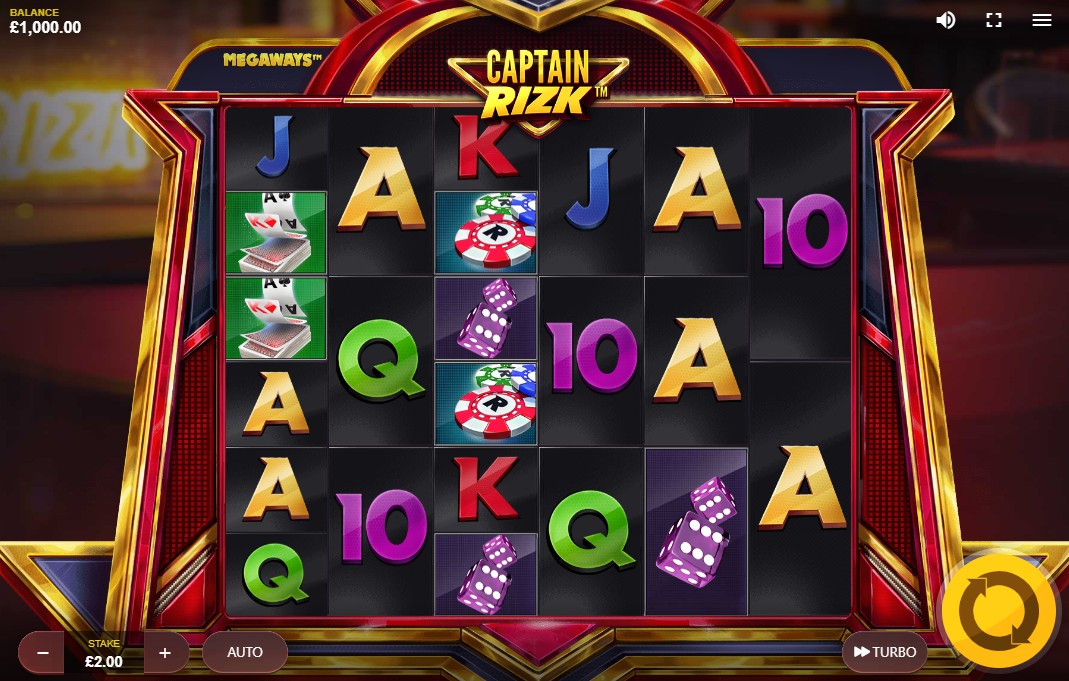 BALANCE
£1,000.00
MEGAWAYS™
CAPTAIN
RIZK™
J A K J A 10
Q 10 A
A
A 10 K Q A
Q
STAKE
£2.00
AUTO
TURBO